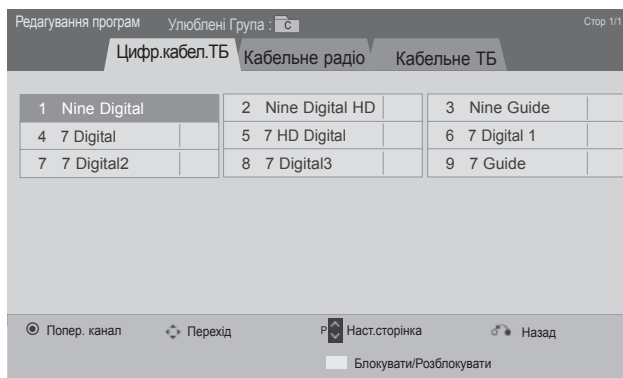 Редагування програм Улюблені Група : C Стор 1/1
Цифр.кабел.ТБ Кабельне радіо Кабельне ТБ
1 Nine Digital 2 Nine Digital HD 3 Nine Guide
4 7 Digital 5 7 HD Digital 6 7 Digital 1
7 7 Digital2 8 7 Digital3 9 7 Guide
Попер. канал Перехід P Наст.сторінка Назад
Блокувати/Розблокувати